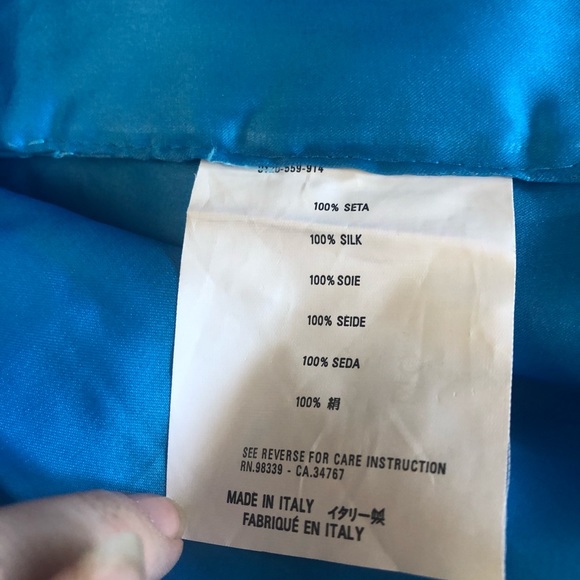 100% SETA
100% SILK
100% SOIE
100% SEIDE
100% SEDA
100% 絹
SEE REVERSE FOR CARE INSTRUCTION
RN.98339 - CA.34767
MADE IN ITALY イタリー製
FABRIQUÉ EN ITALY